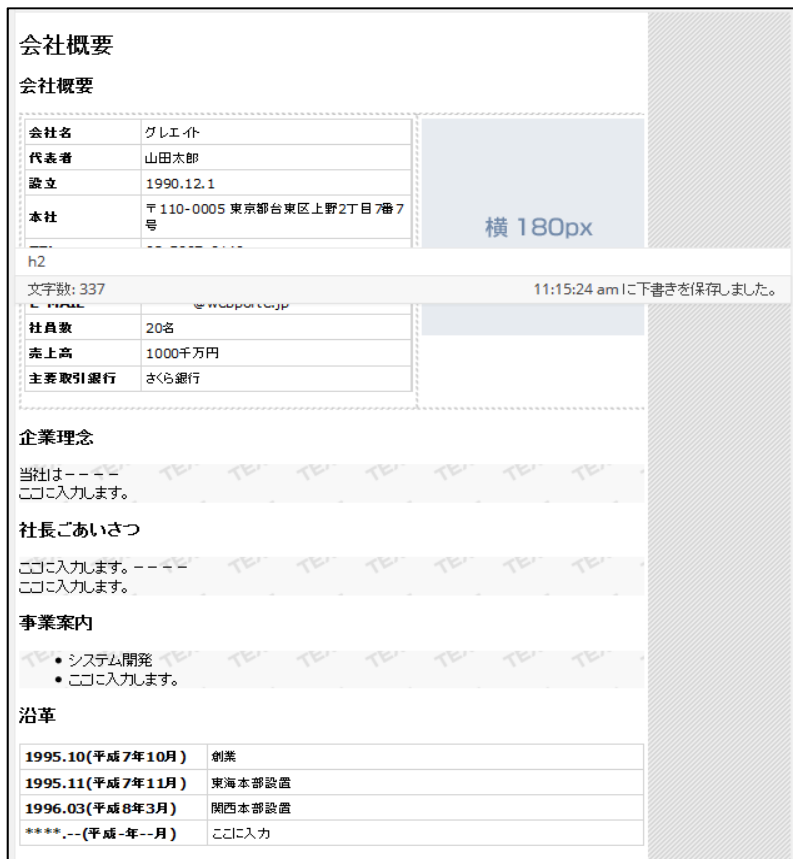 会社概要
会社概要
会社名 グレエイト
代表者 山田太郎
設立 1990.12.1
本社 〒110-0005 東京都台東区上野2丁目7番7
号
横 180px
h2
文字数: 337 11:15:24 am に下書きを保存しました。
社員数 20名
売上高 1000千万円
主要取引銀行 さくら銀行
企業理念
当社は－－－－
ここに入力します。
社長ごあいさつ
ここに入力します。－－－－
ここに入力します。
事業案内
• システム開発
• ここに入力します。
沿革
1995.10(平成7年10月) 創業
1995.11(平成7年11月) 東海本部設置
1996.03(平成8年3月) 関西本部設置
****.--(平成-年--月) ここに入力